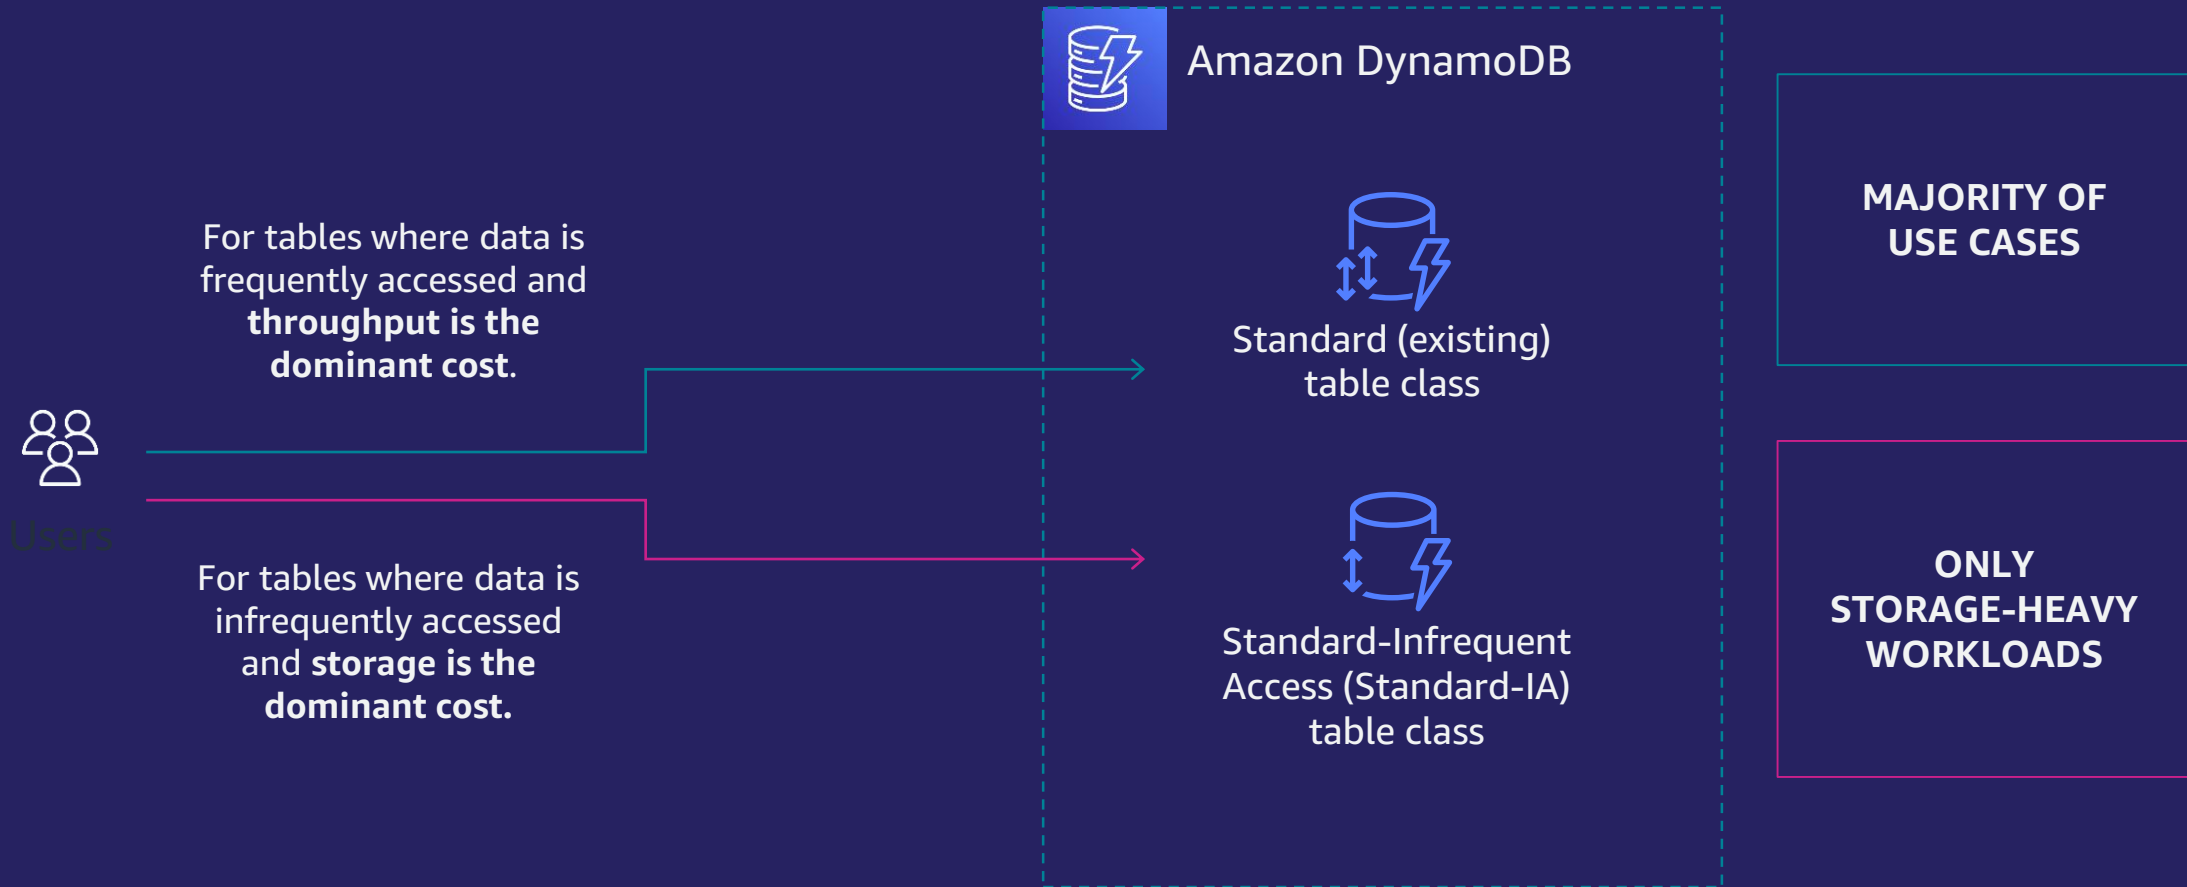 Amazon DynamoDB
For tables where data is
frequently accessed and
throughput is the
dominant cost.
Standard (existing)
table class
MAJORITY OF
USE CASES
Users
For tables where data is
infrequently accessed
and storage is the
dominant cost.
Standard-Infrequent
Access (Standard-IA)
table class
ONLY
STORAGE-HEAVY
WORKLOADS